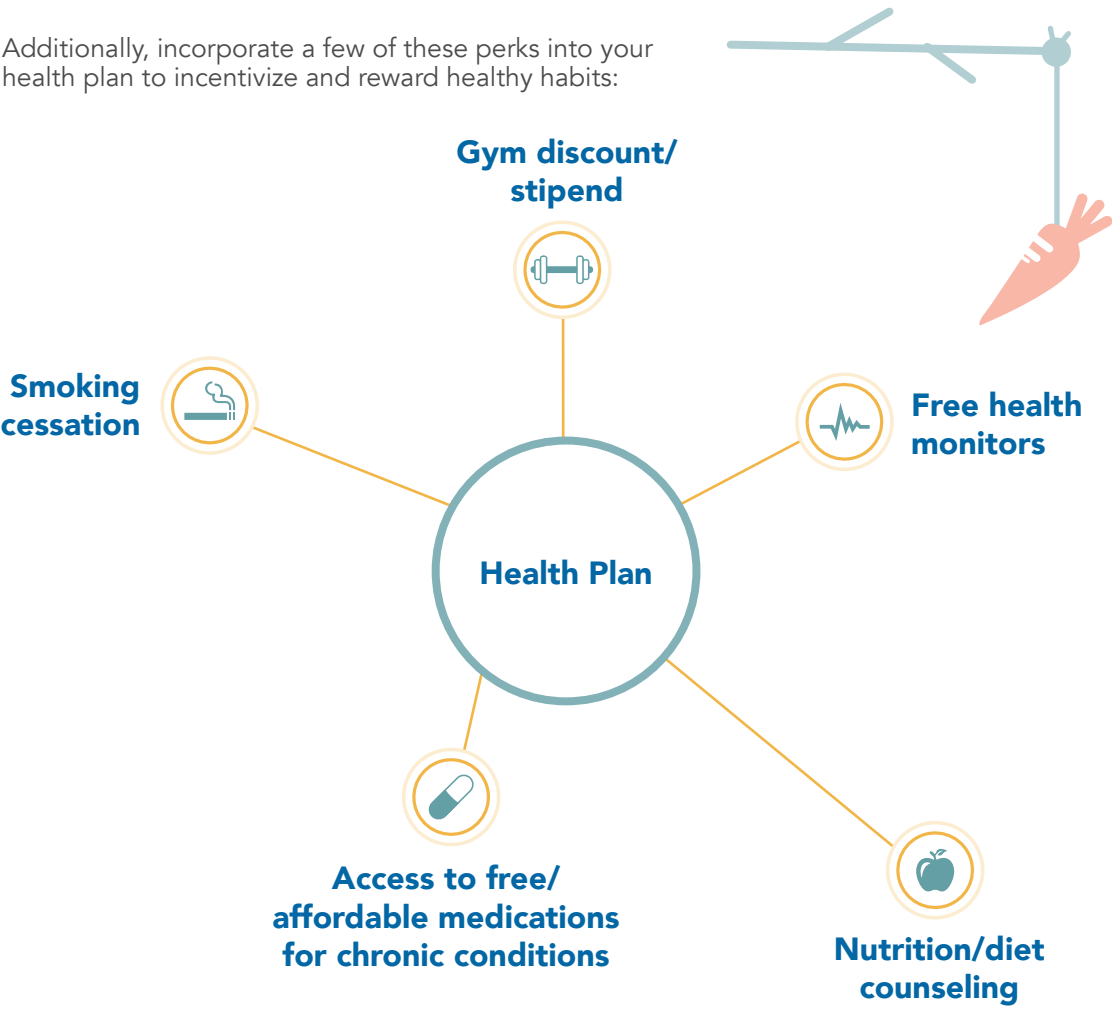 Additionally, incorporate a few of these perks into your
health plan to incentivize and reward healthy habits:
Gym discount/
stipend
Smoking
cessation
Free health
monitors
Health Plan
Access to free/
affordable medications
for chronic conditions
Nutrition/diet
counseling